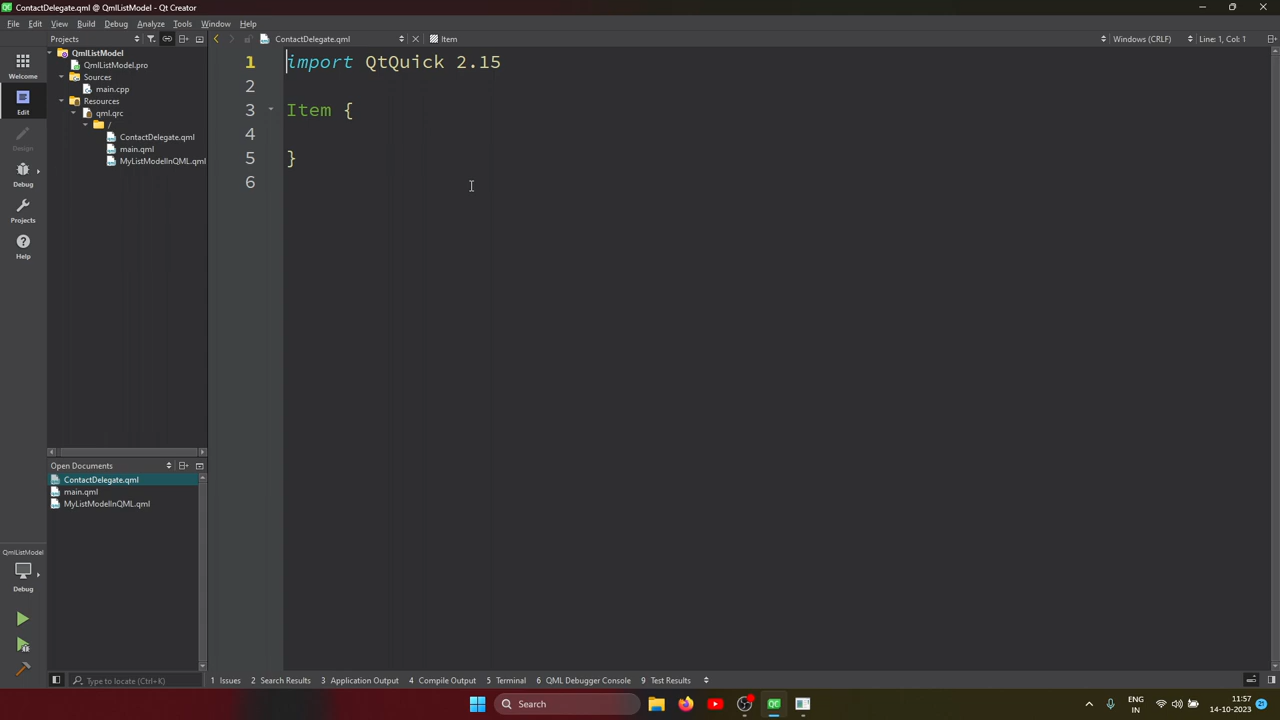 ContactDelegate.qml @ QmlListModel - Qt Creator
File Edit View Build Debug Analyze Tools Window Help
Projects
ContactDelegate.qml
Item
Windows (CRLF)
Line: 1, Col: 1
Welcome
Edit
Design
Debug
Projects
Help
QmlListModel
QmlListModel.pro
Sources
main.cpp
Resources
qml.qrc
/
ContactDelegate.qml
main.qml
MyListModelInQML.qml
1 import QtQuick 2.15
2
3 Item {
4
5 }
6
Open Documents
ContactDelegate.qml
main.qml
MyListModelInQML.qml
QmlListModel
Debug
Type to locate (Ctrl+K)
1 Issues 2 Search Results 3 Application Output 4 Compile Output 5 Terminal 6 QML Debugger Console 9 Test Results
Search
ENG
IN
11:57
14-10-2023
21